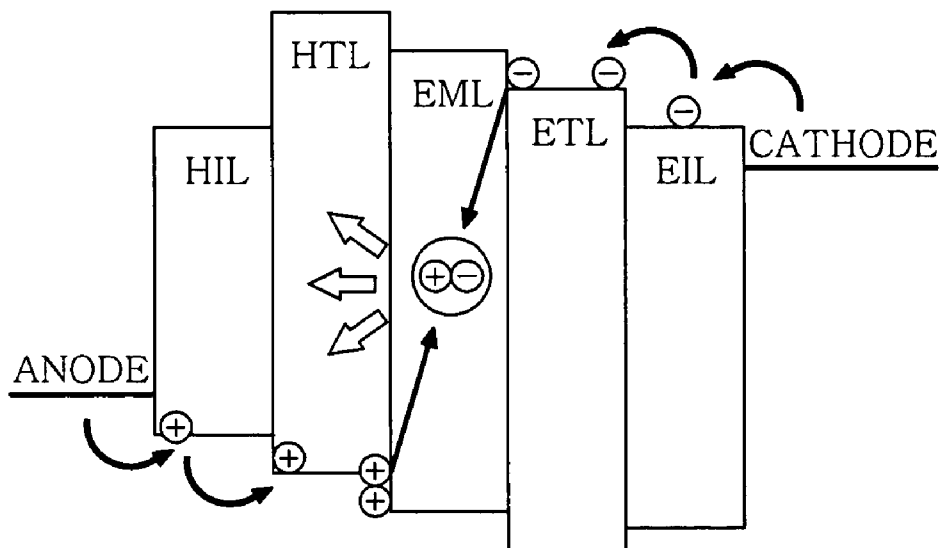 HTL
EML
ETL
HIL
EIL
CATHODE
ANODE
+
-